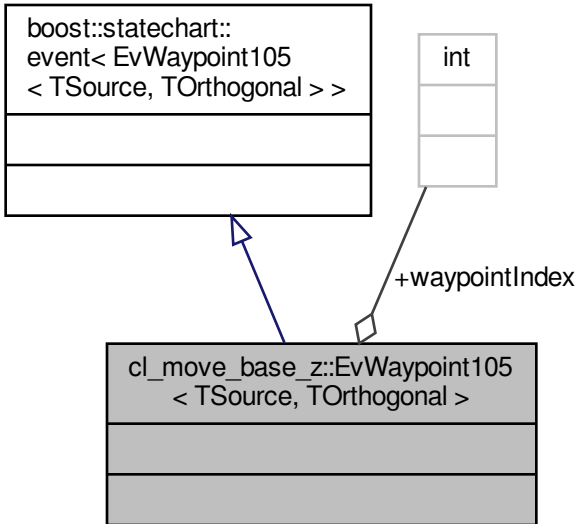 boost::statechart::
event< EvWaypoint105
< TSource, TOrthogonal > >
int
+waypointIndex
cl_move_base_z::EvWaypoint105
< TSource, TOrthogonal >